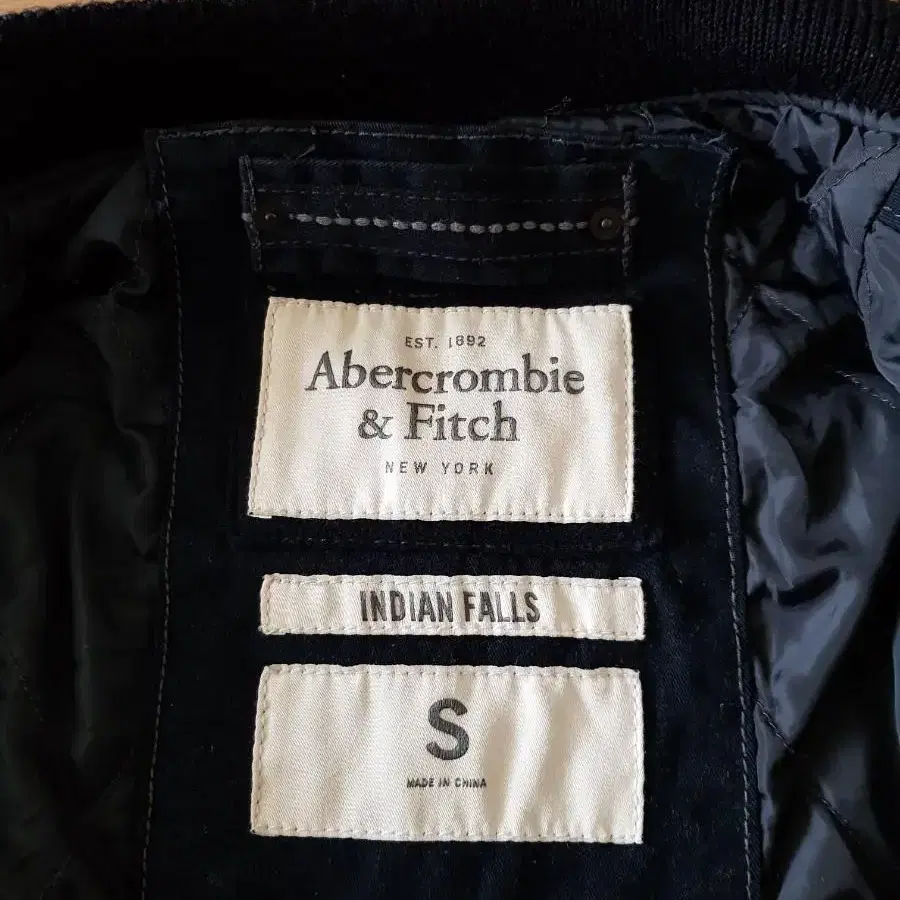 EST. 1892
Abercrombie
& Fitch
NEW YORK
INDIAN FALLS
S
MADE IN CHINA